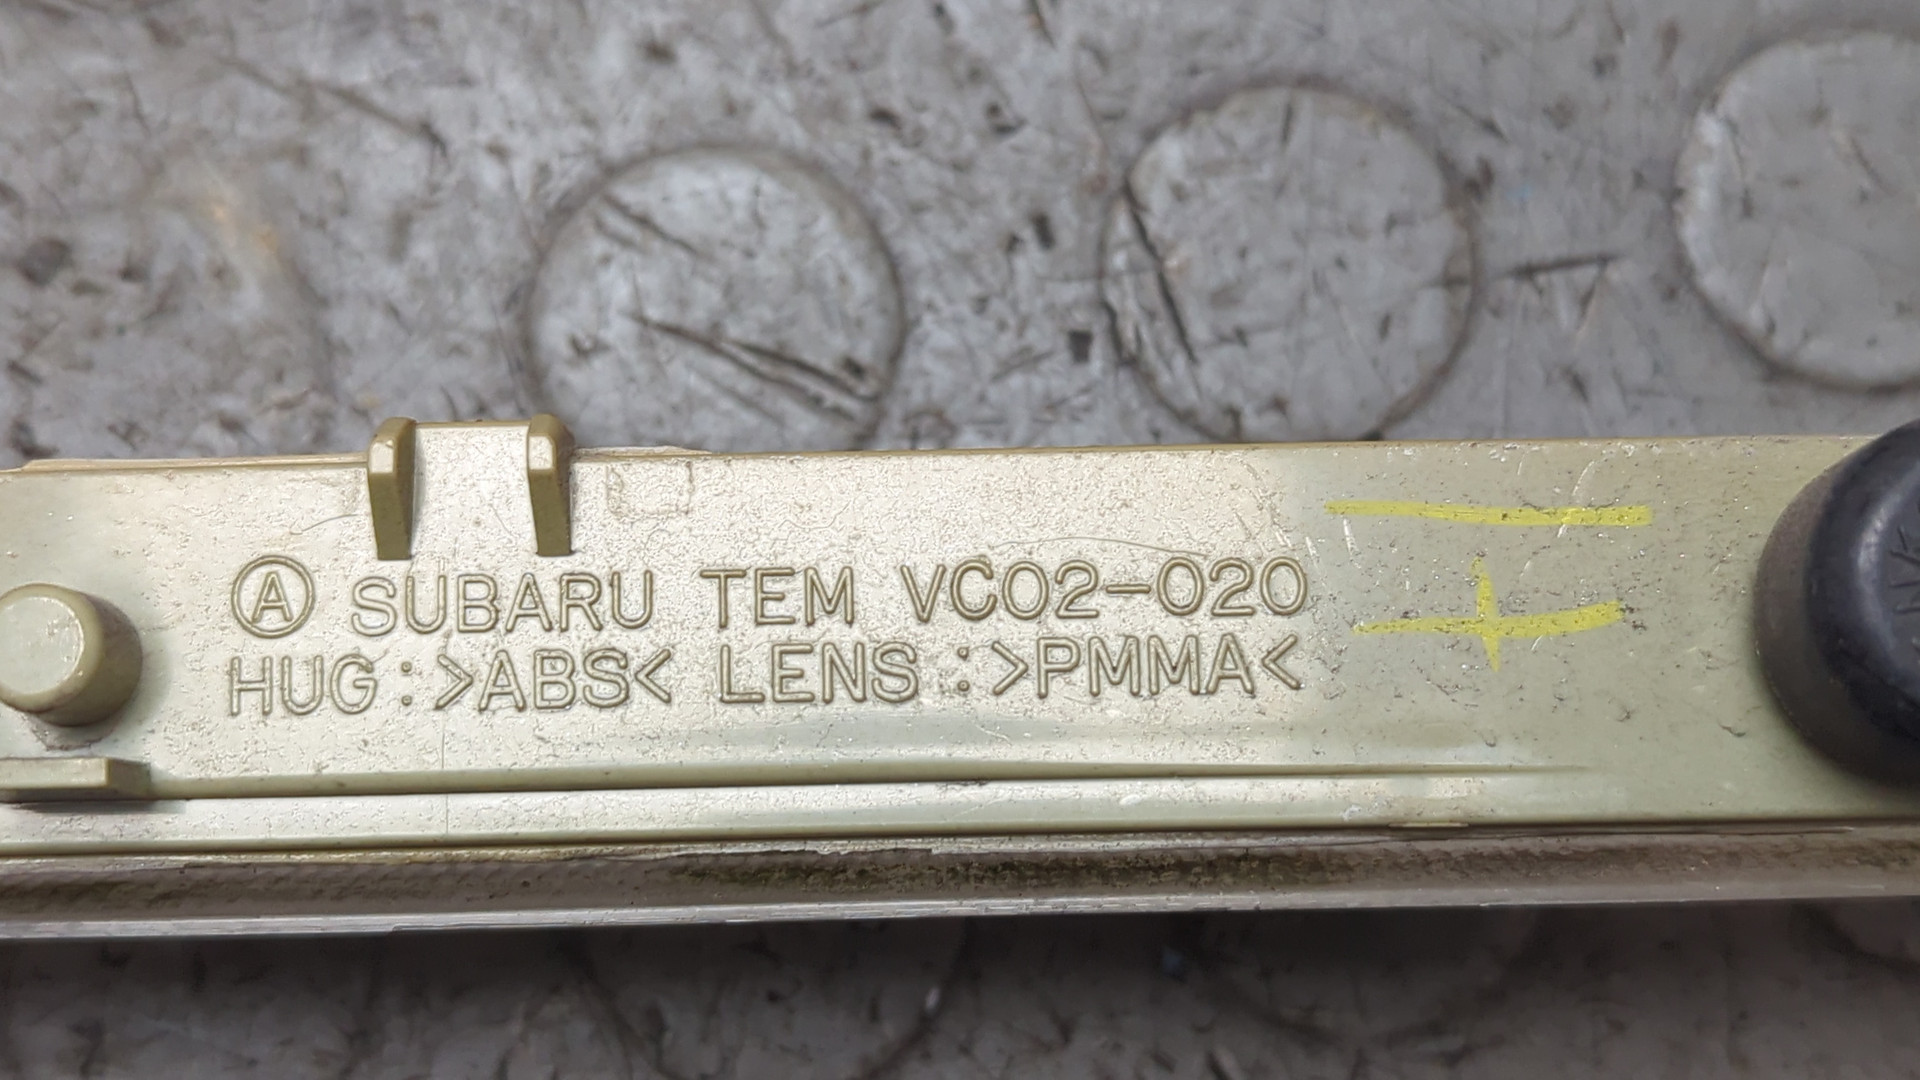 Ⓐ SUBARU TEM VC02-020
HUG:>ABS< LENS:>PMMA<